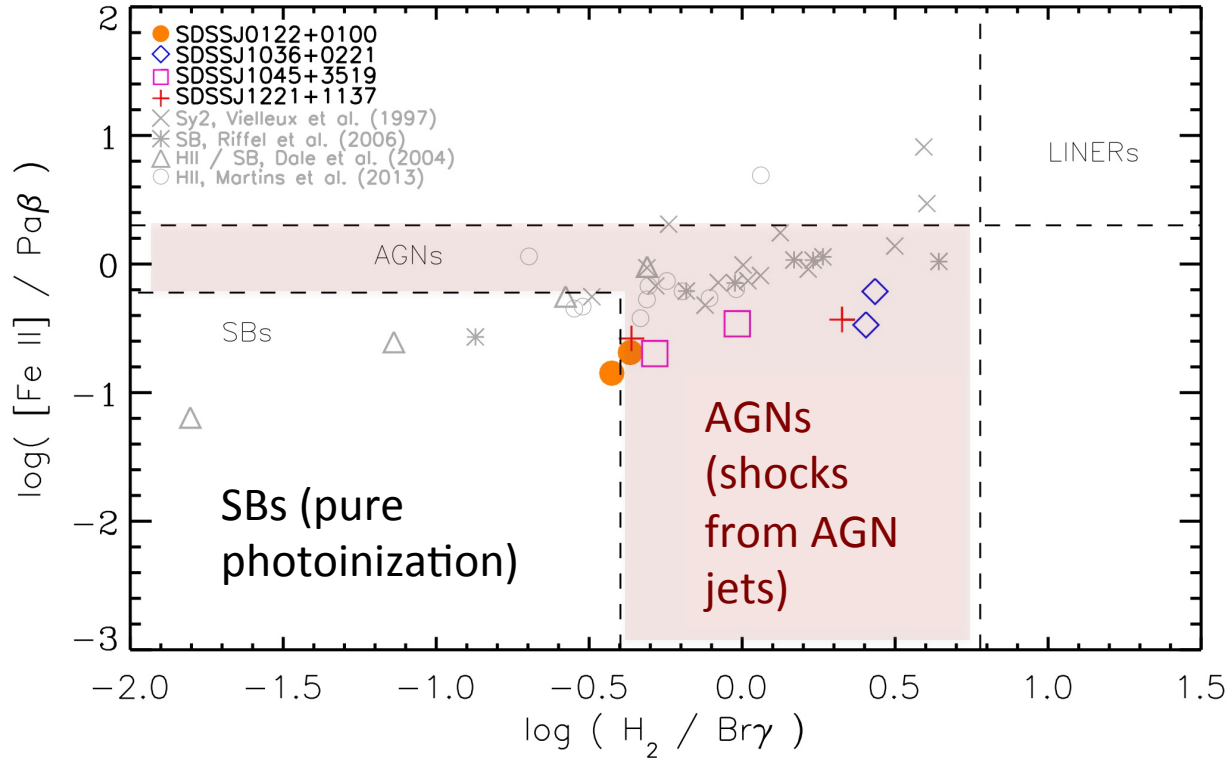 SDSSJ0122+0100
SDSSJ1036+0221
SDSSJ1045+3519
SDSSJ1221+1137
Sy2, Vielleux et al. (1997)
SB, Riffel et al. (2006)
HII / SB, Dale et al. (2004)
HII, Martins et al. (2013)
LINERs
AGNs
SBs
AGNs
(shocks
from AGN
jets)
SBs (pure
photoinization)
log( [Fe II] / Paβ )
2
1
0
−1
−2
−3
−2.0 −1.5 −1.0 −0.5 0.0 0.5 1.0 1.5
log ( H₂ / Brγ )